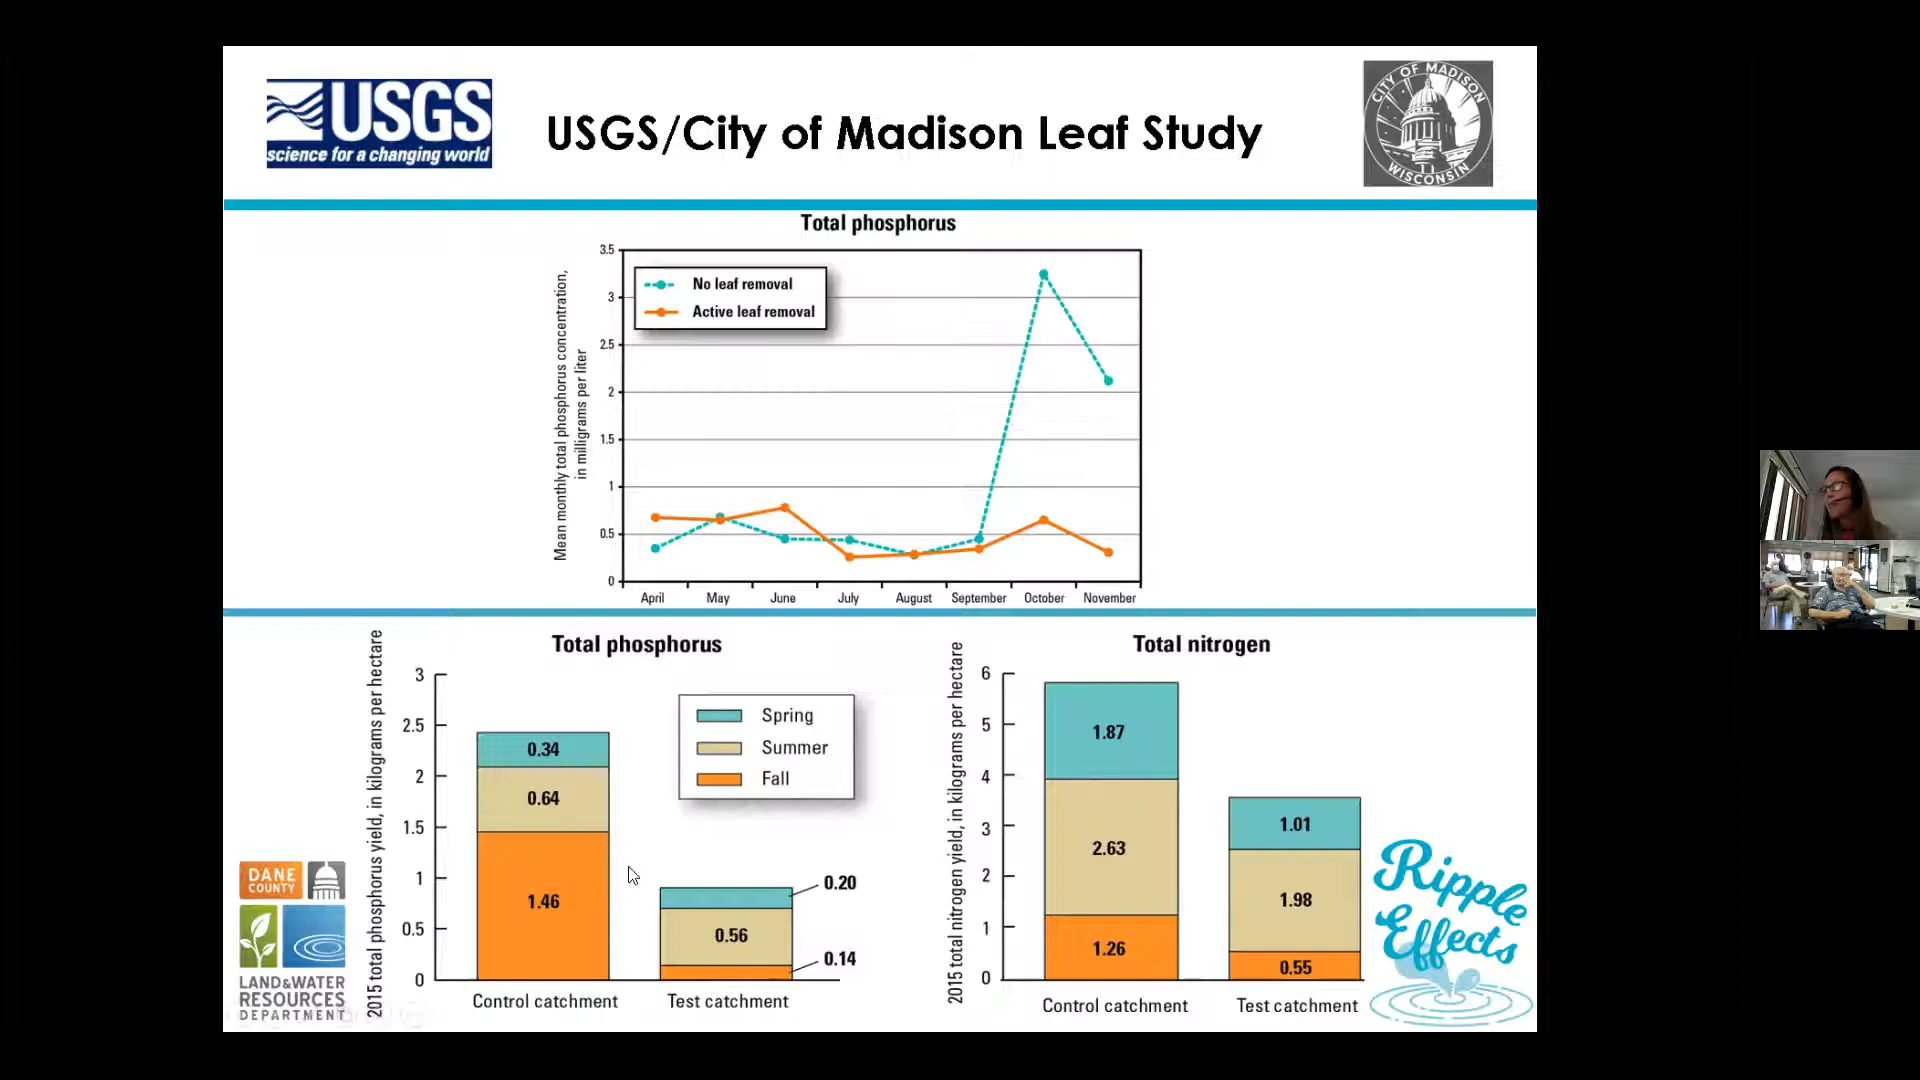 USGS
science for a changing world
USGS/City of Madison Leaf Study
CITY OF MADISON
WISCONSIN
Total phosphorus
Mean monthly total phosphorus concentration,
in milligrams per liter
3.5
3
2.5
2
1.5
1
0.5
0
No leaf removal
Active leaf removal
April May June July August September October November
Total phosphorus
2015 total phosphorus yield, in kilograms per hectare
3
2.5
2
1.5
1
0.5
0
0.34
0.64
1.46
Spring
Summer
Fall
0.20
0.56
0.14
Control catchment Test catchment
Total nitrogen
2015 total nitrogen yield, in kilograms per hectare
6
5
4
3
2
1
0
1.87
2.63
1.26
1.01
1.98
0.55
Control catchment Test catchment
DANE
COUNTY
LAND&WATER
RESOURCES
DEPARTMENT
Ripple
Effects